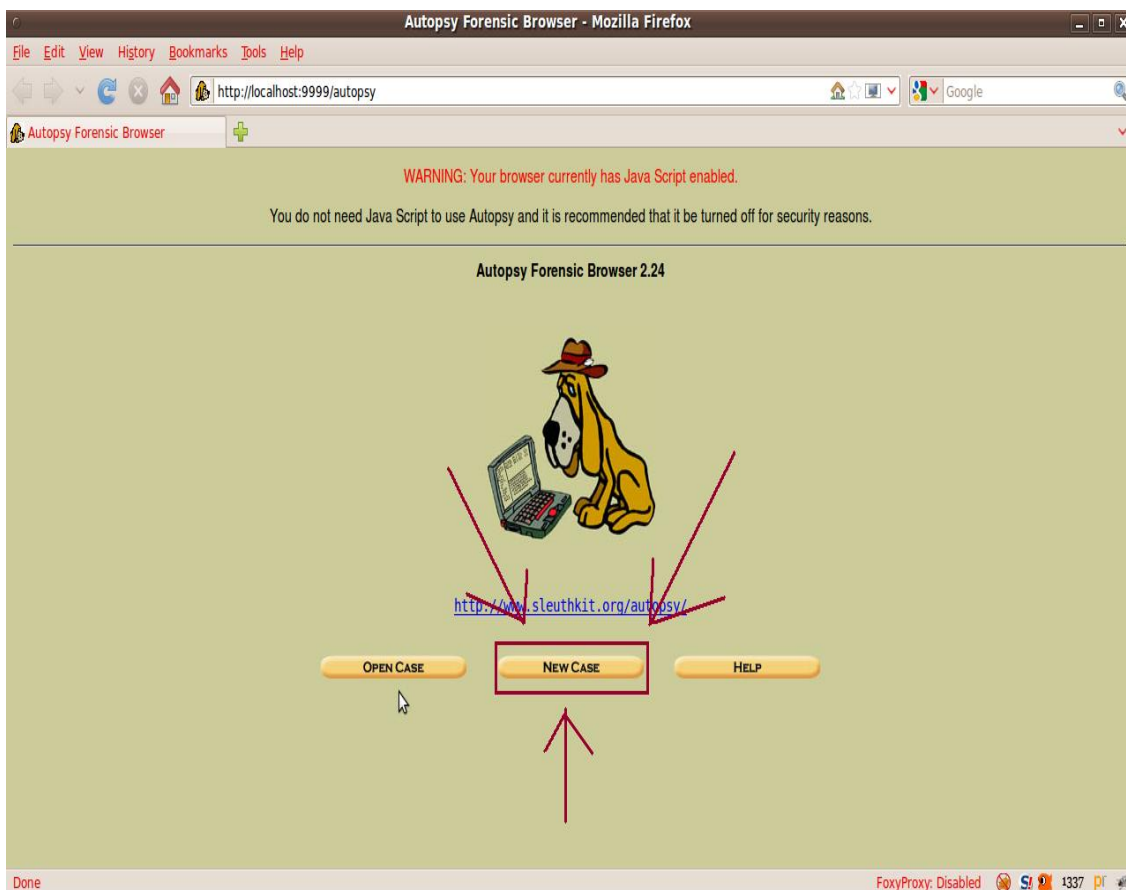 Autopsy Forensic Browser - Mozilla Firefox
File Edit View History Bookmarks Tools Help
http://localhost:9999/autopsy
Google
Autopsy Forensic Browser
WARNING: Your browser currently has Java Script enabled.
You do not need Java Script to use Autopsy and it is recommended that it be turned off for security reasons.
Autopsy Forensic Browser 2.24
http://www.sleuthkit.org/autopsy/
OPEN CASE NEW CASE HELP
Done FoxyProxy: Disabled S! 1337 pr